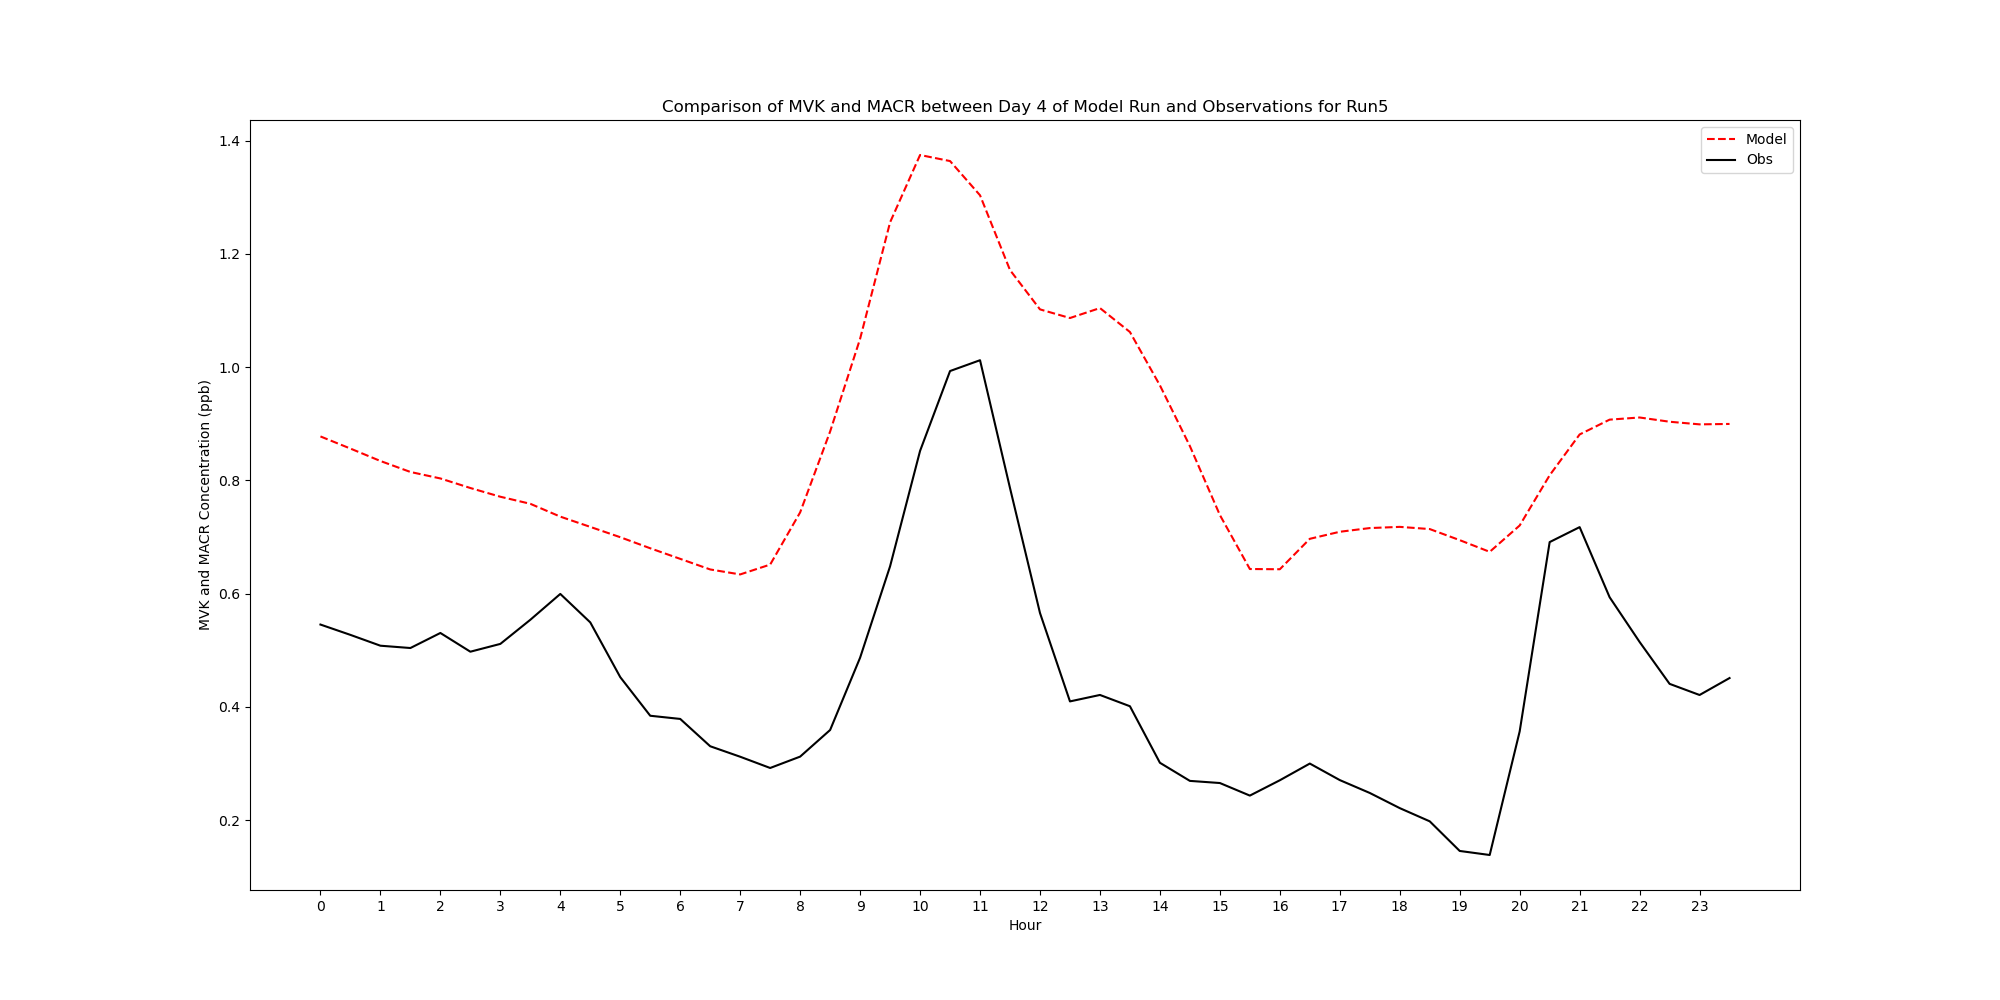 Comparison of MVK and MACR between Day 4 of Model Run and Observations for Run5
Model
Obs
MVK and MACR Concentration (ppb)
1.4
1.2
1.0
0.8
0.6
0.4
0.2
0 1 2 3 4 5 6 7 8 9 10 11 12 13 14 15 16 17 18 19 20 21 22 23
Hour